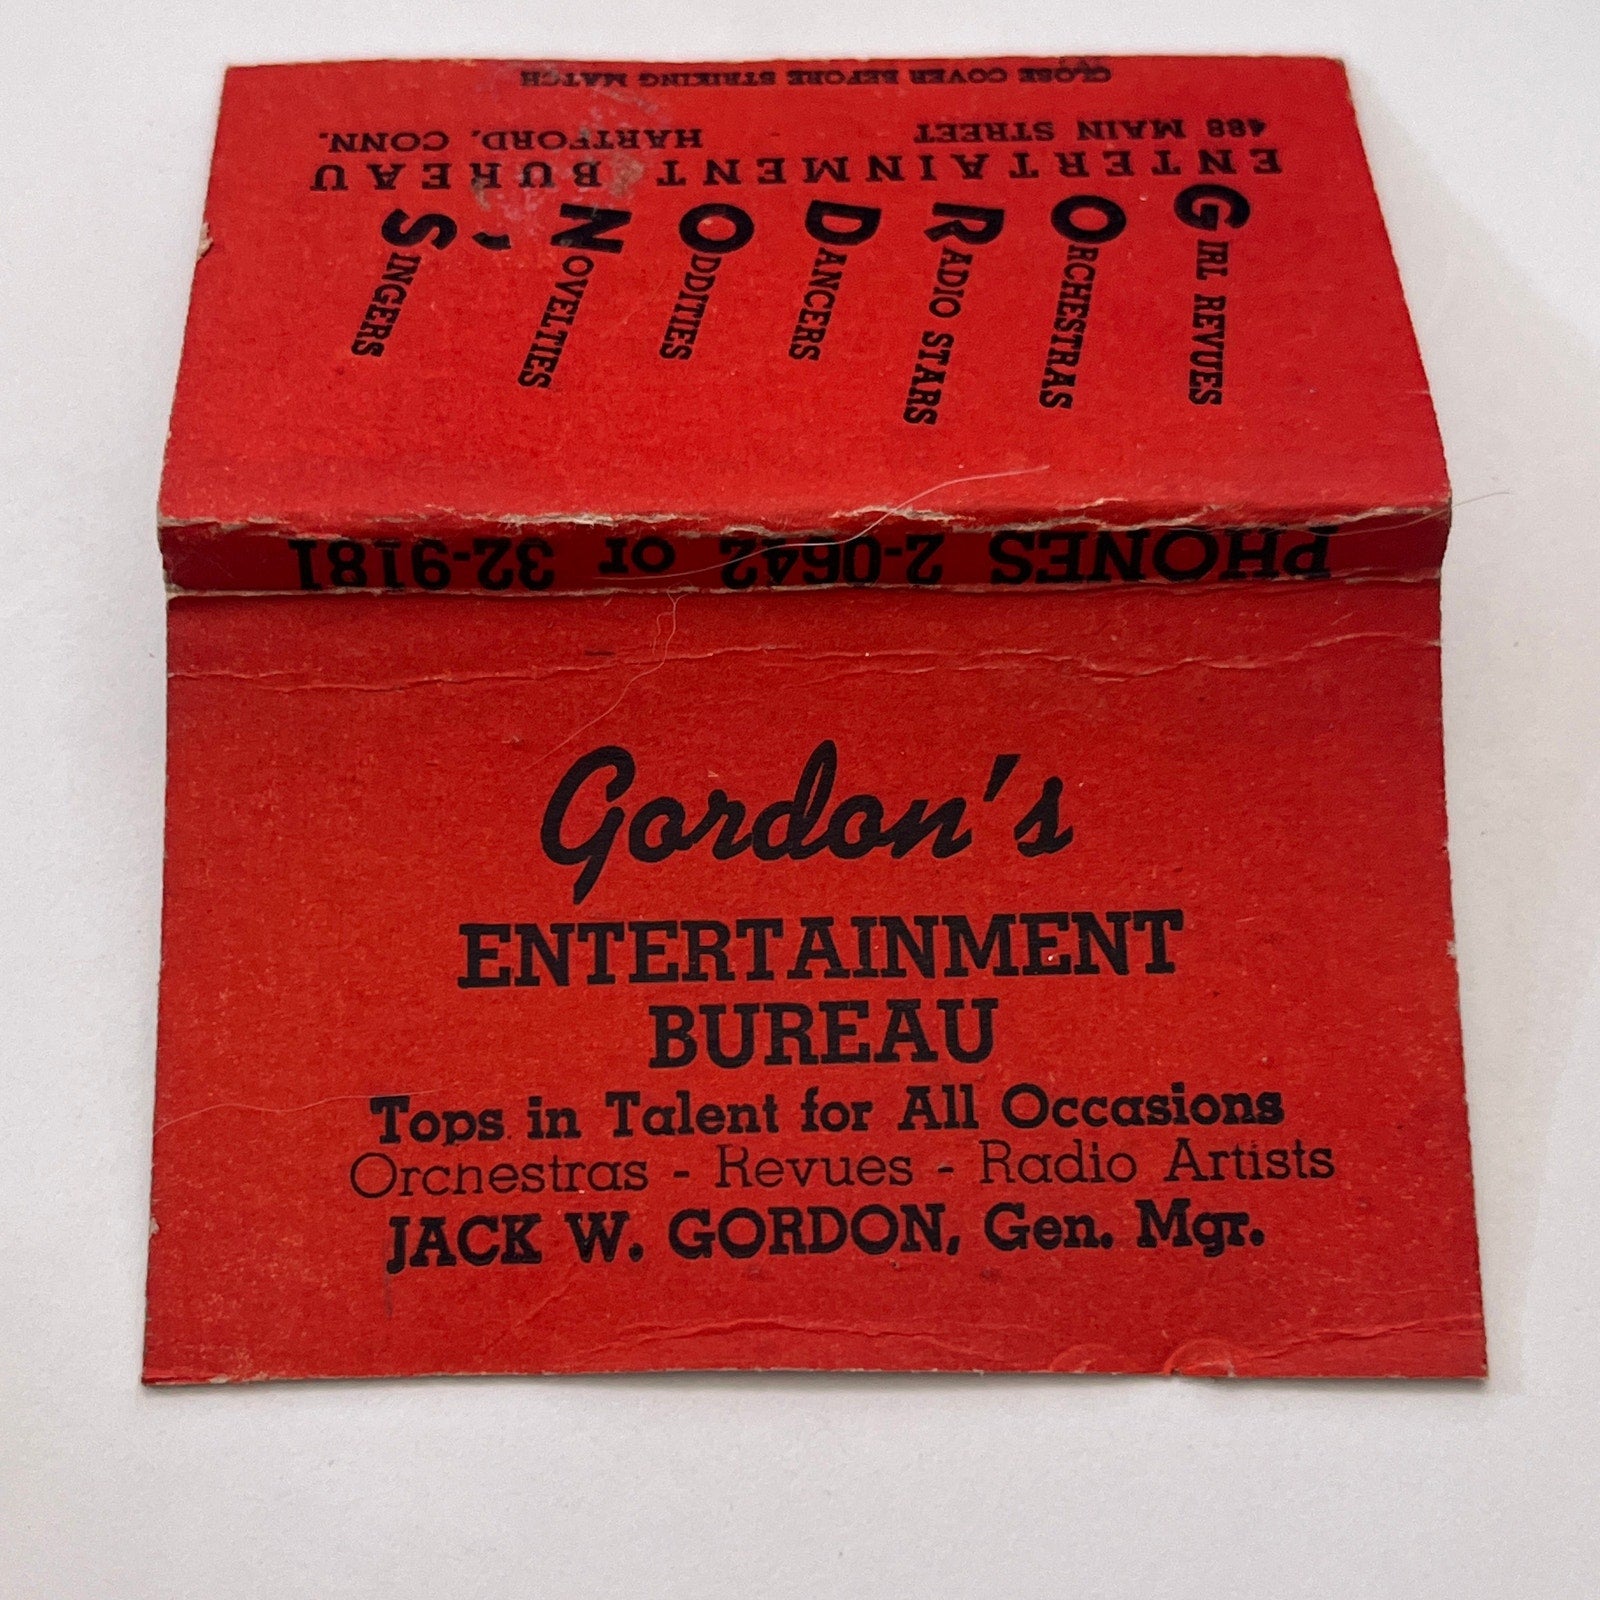 Gordon's
ENTERTAINMENT
BUREAU
Tops in Talent for All Occasions
Orchestras - Revues - Radio Artists
JACK W. GORDON, Gen. Mgr.
PHONES 2-0642 or 32-9181
GIRL REVUES
ORCHESTRAS
RADIO STARS
DANCERS
ODDITIES
NOVELTIES
'
SINGERS
ENTERTAINMENT BUREAU
488 MAIN STREET HARTFORD, CONN.
CLOSE COVER BEFORE STRIKING MATCH